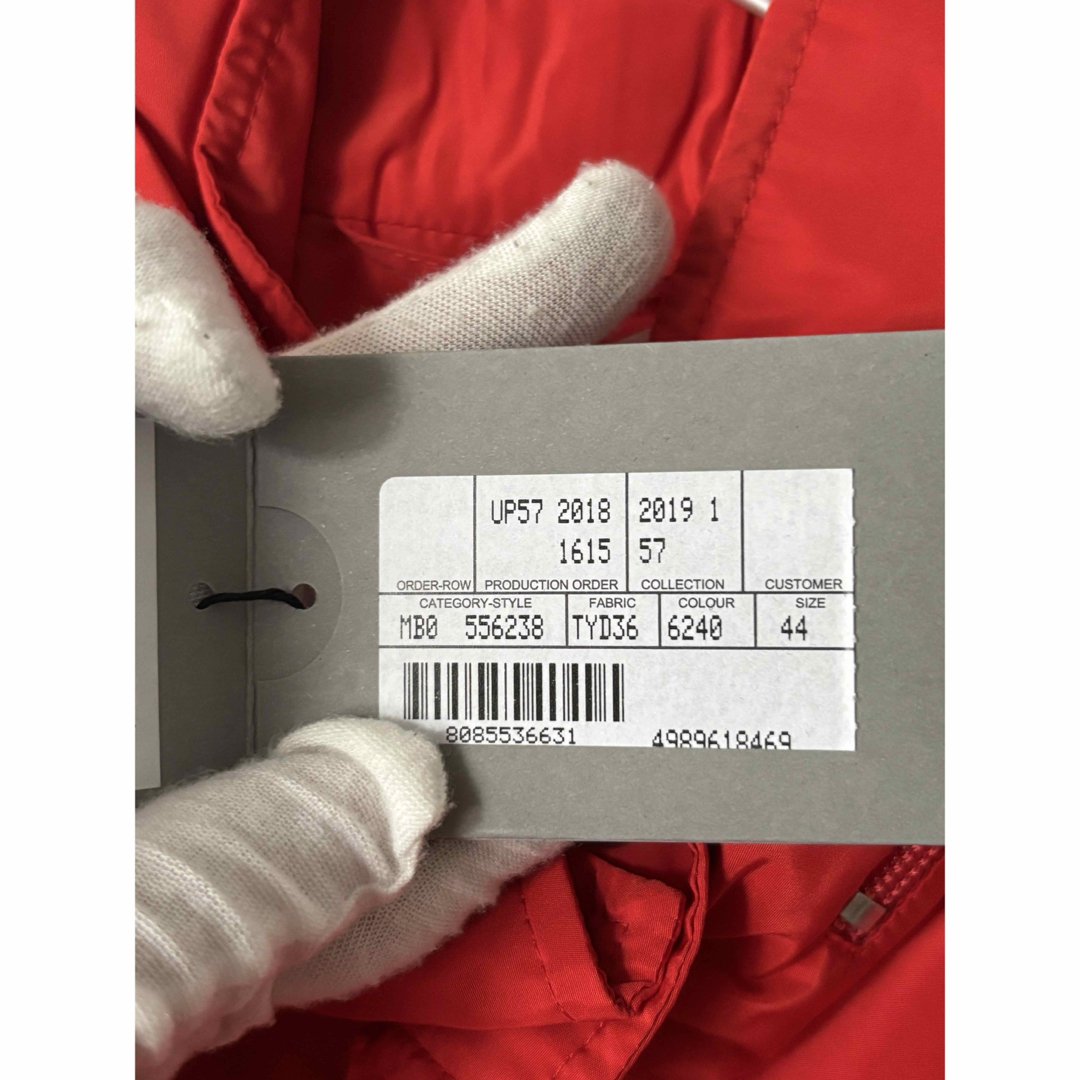 UP57 2018 2019 1
1615 57
ORDER-ROW PRODUCTION ORDER COLLECTION CUSTOMER
CATEGORY-STYLE FABRIC COLOUR SIZE
MB0 556238 TYD36 6240 44
8085536631 4989618469